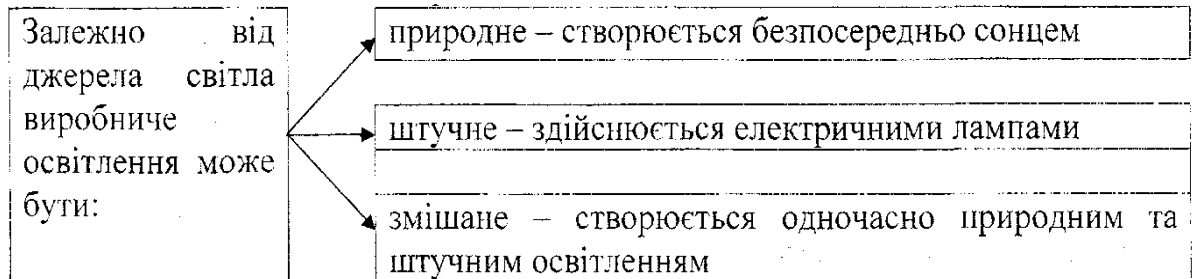 Залежно від
джерела світла
виробниче
освітлення може
бути:
природне – створюється безпосередньо сонцем
штучне – здійснюється електричними лампами
змішане – створюється одночасно природним та
штучним освітленням